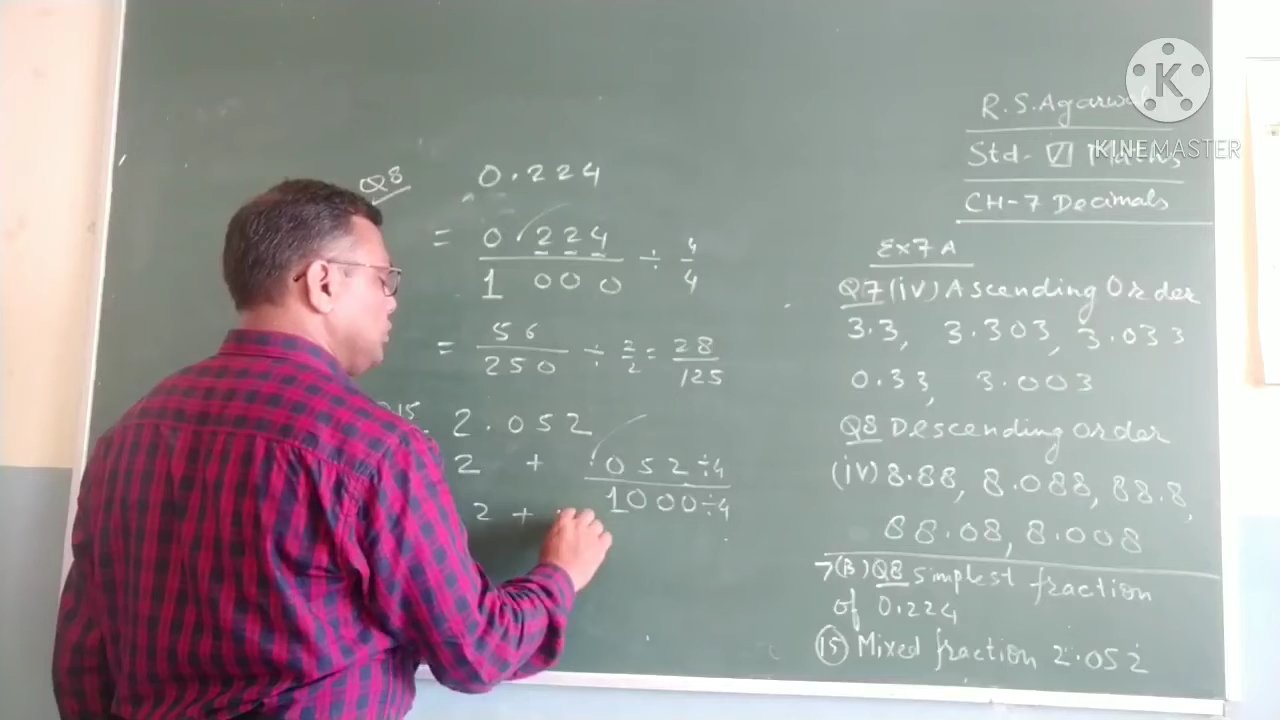 Q8 0.224
= 0.224 / 1 000 ÷ 4/4
= 56/250 ÷ 2/2 = 28/125
15. 2.052
2 + .052÷4 / 1000÷4
2 +
K
KINEMASTER
R.S.Agarwal
Std- VI Maths
CH-7 Decimals
Ex7A
Q7(iv) Ascending Order
3.3, 3.303, 3.033
0.33, 3.003
Q8 Descending order
(iv) 8.88, 8.088, 88.8,
88.08, 8.008
7(B) Q8 simplest fraction
of 0.224
(15) Mixed fraction 2.052